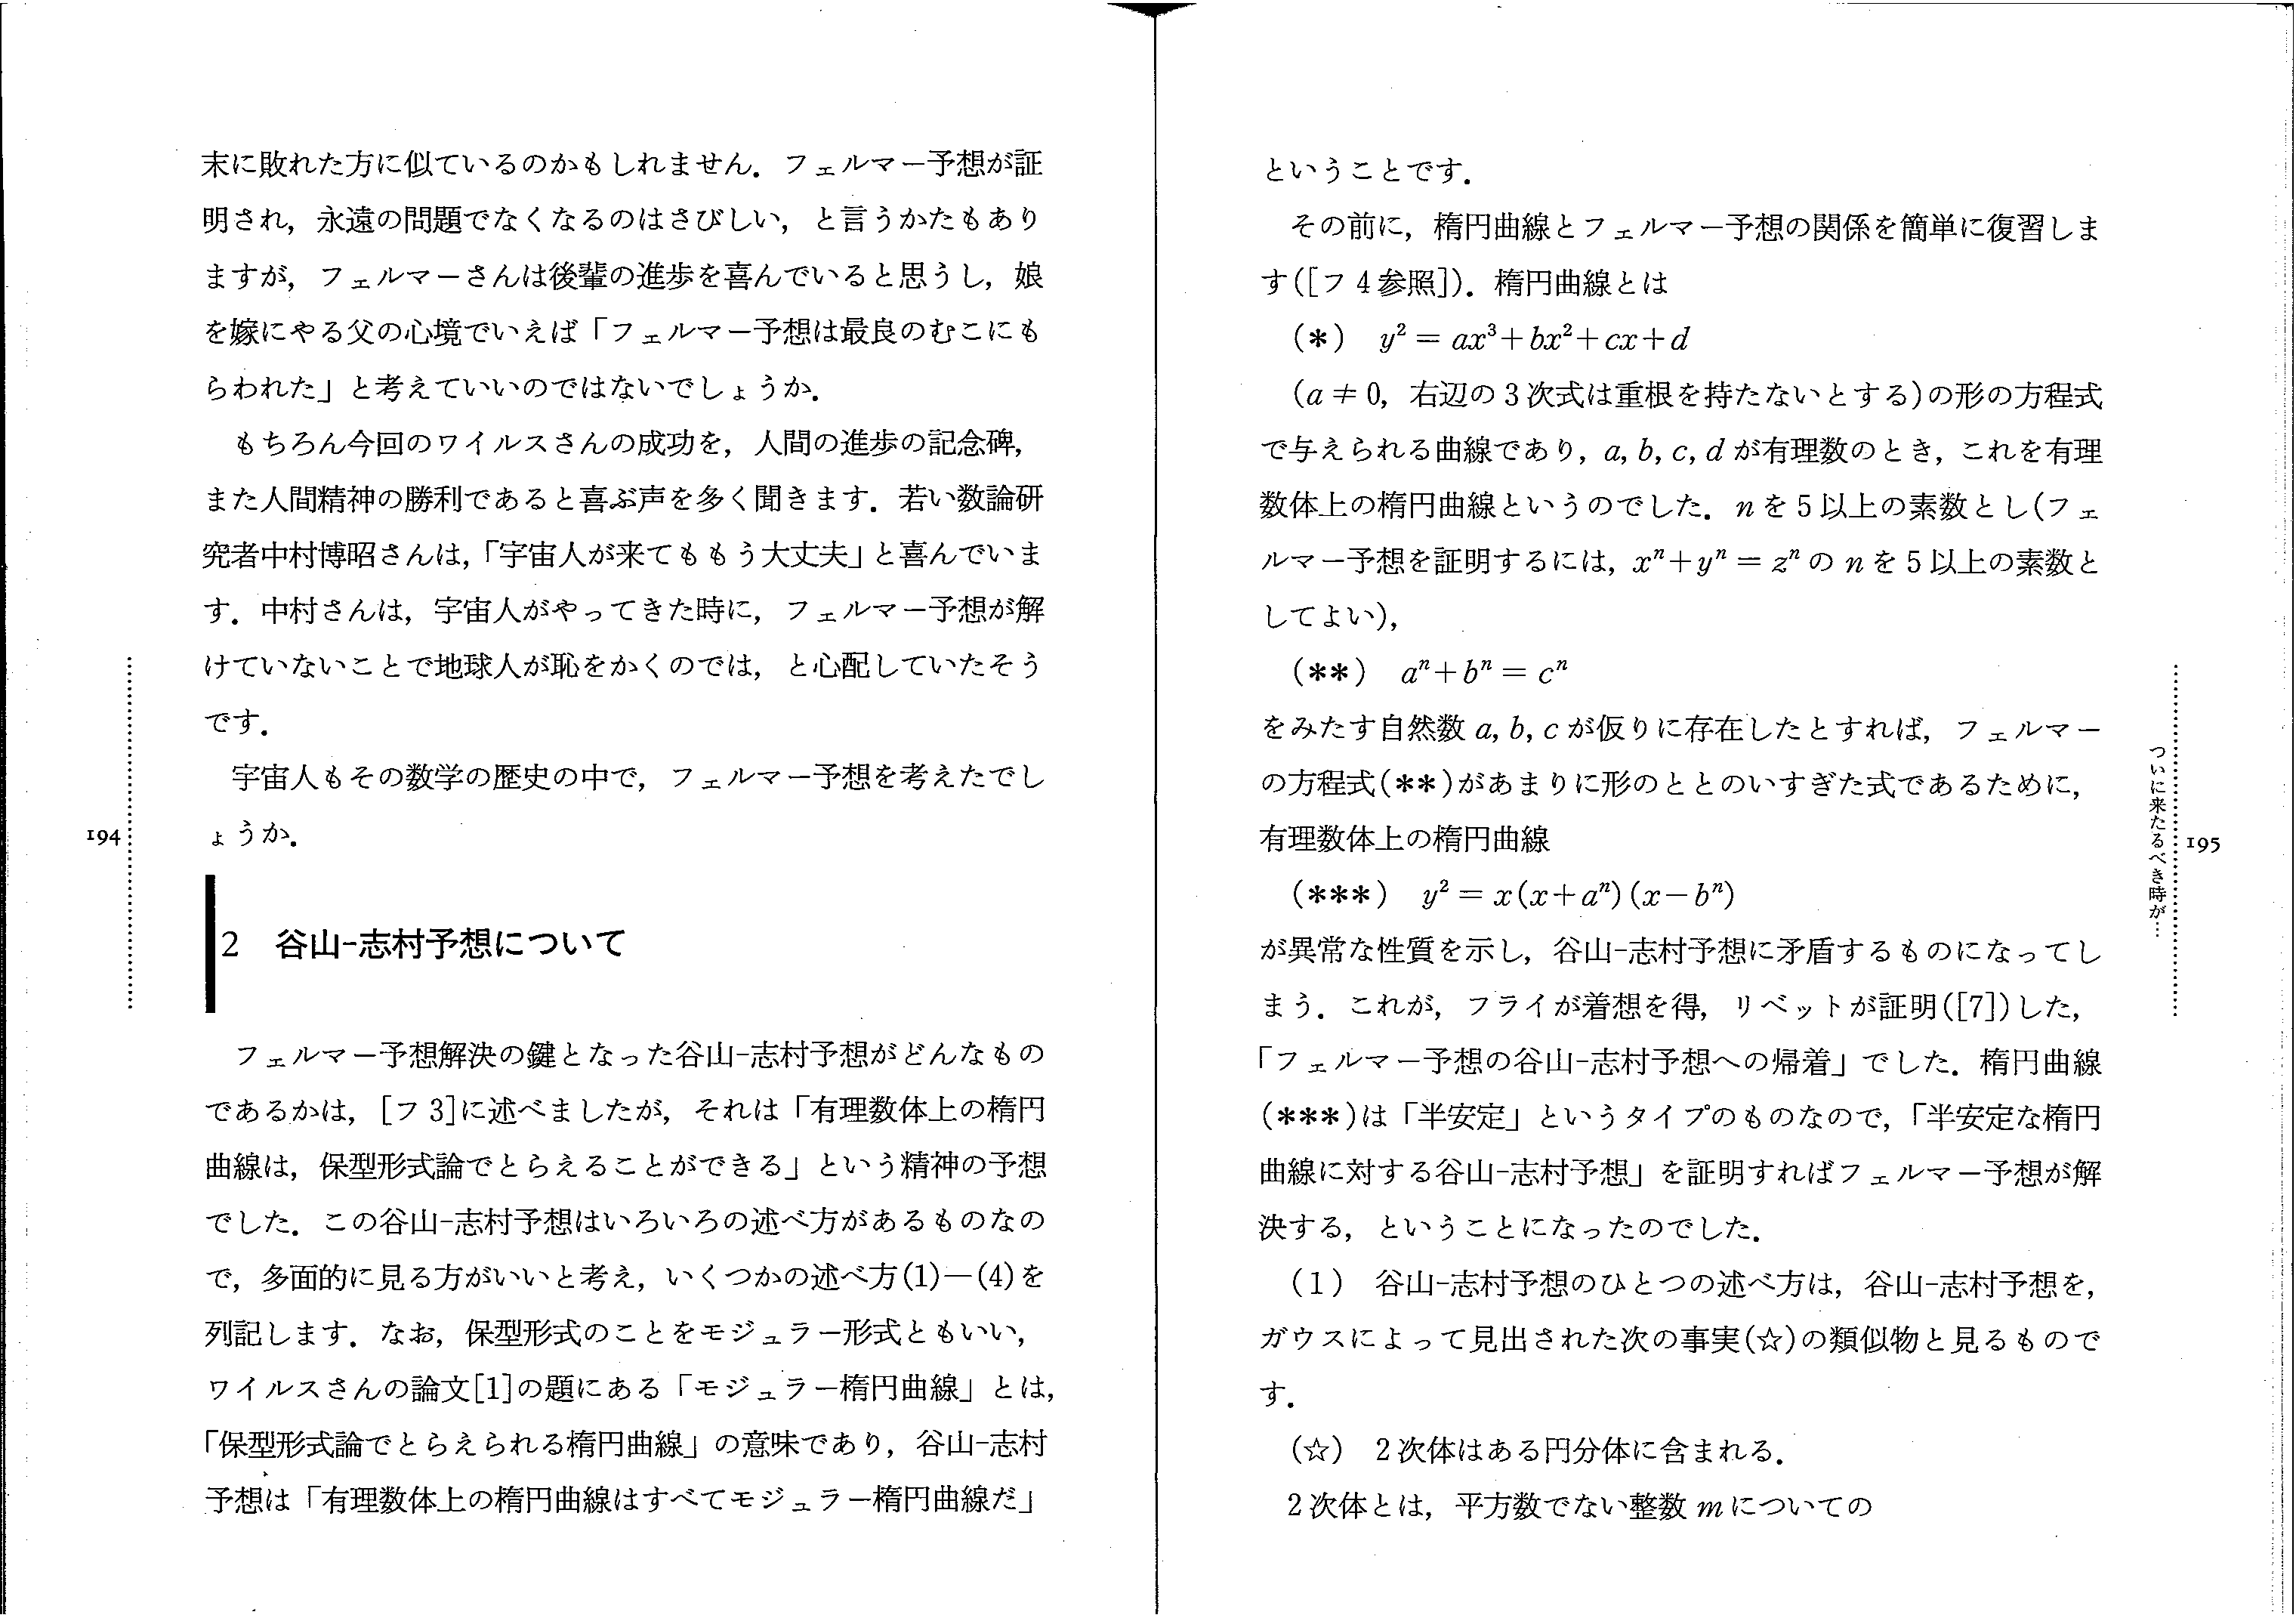 末に敗れた方に似ているのかもしれません．フェルマー予想が証
明され，永遠の問題でなくなるのはさびしい，と言うかたもあり
ますが，フェルマーさんは後輩の進歩を喜んでいると思うし，娘
を嫁にやる父の心境でいえば「フェルマー予想は最良のむこにも
らわれた」と考えていいのではないでしょうか．
もちろん今回のワイルスさんの成功を，人間の進歩の記念碑，
また人間精神の勝利であると喜ぶ声を多く聞きます．若い数論研
究者中村博昭さんは，「宇宙人が来てももう大丈夫」と喜んでいま
す．中村さんは，宇宙人がやってきた時に，フェルマー予想が解
けていないことで地球人が恥をかくのでは，と心配していたそう
です．
宇宙人もその数学の歴史の中で，フェルマー予想を考えたでし
ょうか．
194
2 谷山-志村予想について
フェルマー予想解決の鍵となった谷山-志村予想がどんなもの
であるかは，[フ 3]に述べましたが，それは「有理数体上の楕円
曲線は，保型形式論でとらえることができる」という精神の予想
でした．この谷山-志村予想はいろいろの述べ方があるものなの
で，多面的に見る方がいいと考え，いくつかの述べ方(1)—(4)を
列記します．なお，保型形式のことをモジュラー形式ともいい，
ワイルスさんの論文[1]の題にある「モジュラー楕円曲線」とは，
「保型形式論でとらえられる楕円曲線」の意味であり，谷山-志村
予想は「有理数体上の楕円曲線はすべてモジュラー楕円曲線だ」
ということです．
その前に，楕円曲線とフェルマー予想の関係を簡単に復習しま
す([フ 4 参照])．楕円曲線とは
(*) y² = ax³+bx²+cx+d
(a ≠ 0，右辺の 3 次式は重根を持たないとする)の形の方程式
で与えられる曲線であり，a, b, c, d が有理数のとき，これを有理
数体上の楕円曲線というのでした．n を 5 以上の素数とし(フェ
ルマー予想を証明するには，xⁿ+yⁿ = zⁿ の n を 5 以上の素数と
してよい)，
(**) aⁿ+bⁿ = cⁿ
をみたす自然数 a, b, c が仮りに存在したとすれば，フェルマー
の方程式(**)があまりに形のととのいすぎた式であるために，
有理数体上の楕円曲線
(***) y² = x(x+aⁿ)(x−bⁿ)
が異常な性質を示し，谷山-志村予想に矛盾するものになってし
まう．これが，フライが着想を得，リベットが証明([7])した，
「フェルマー予想の谷山-志村予想への帰着」でした．楕円曲線
(***)は「半安定」というタイプのものなので，「半安定な楕円
曲線に対する谷山-志村予想」を証明すればフェルマー予想が解
決する，ということになったのでした．
(1) 谷山-志村予想のひとつの述べ方は，谷山-志村予想を，
ガウスによって見出された次の事実(☆)の類似物と見るもので
す．
(☆) 2 次体はある円分体に含まれる．
2 次体とは，平方数でない整数 m についての
ついに来たるべき時が…
195